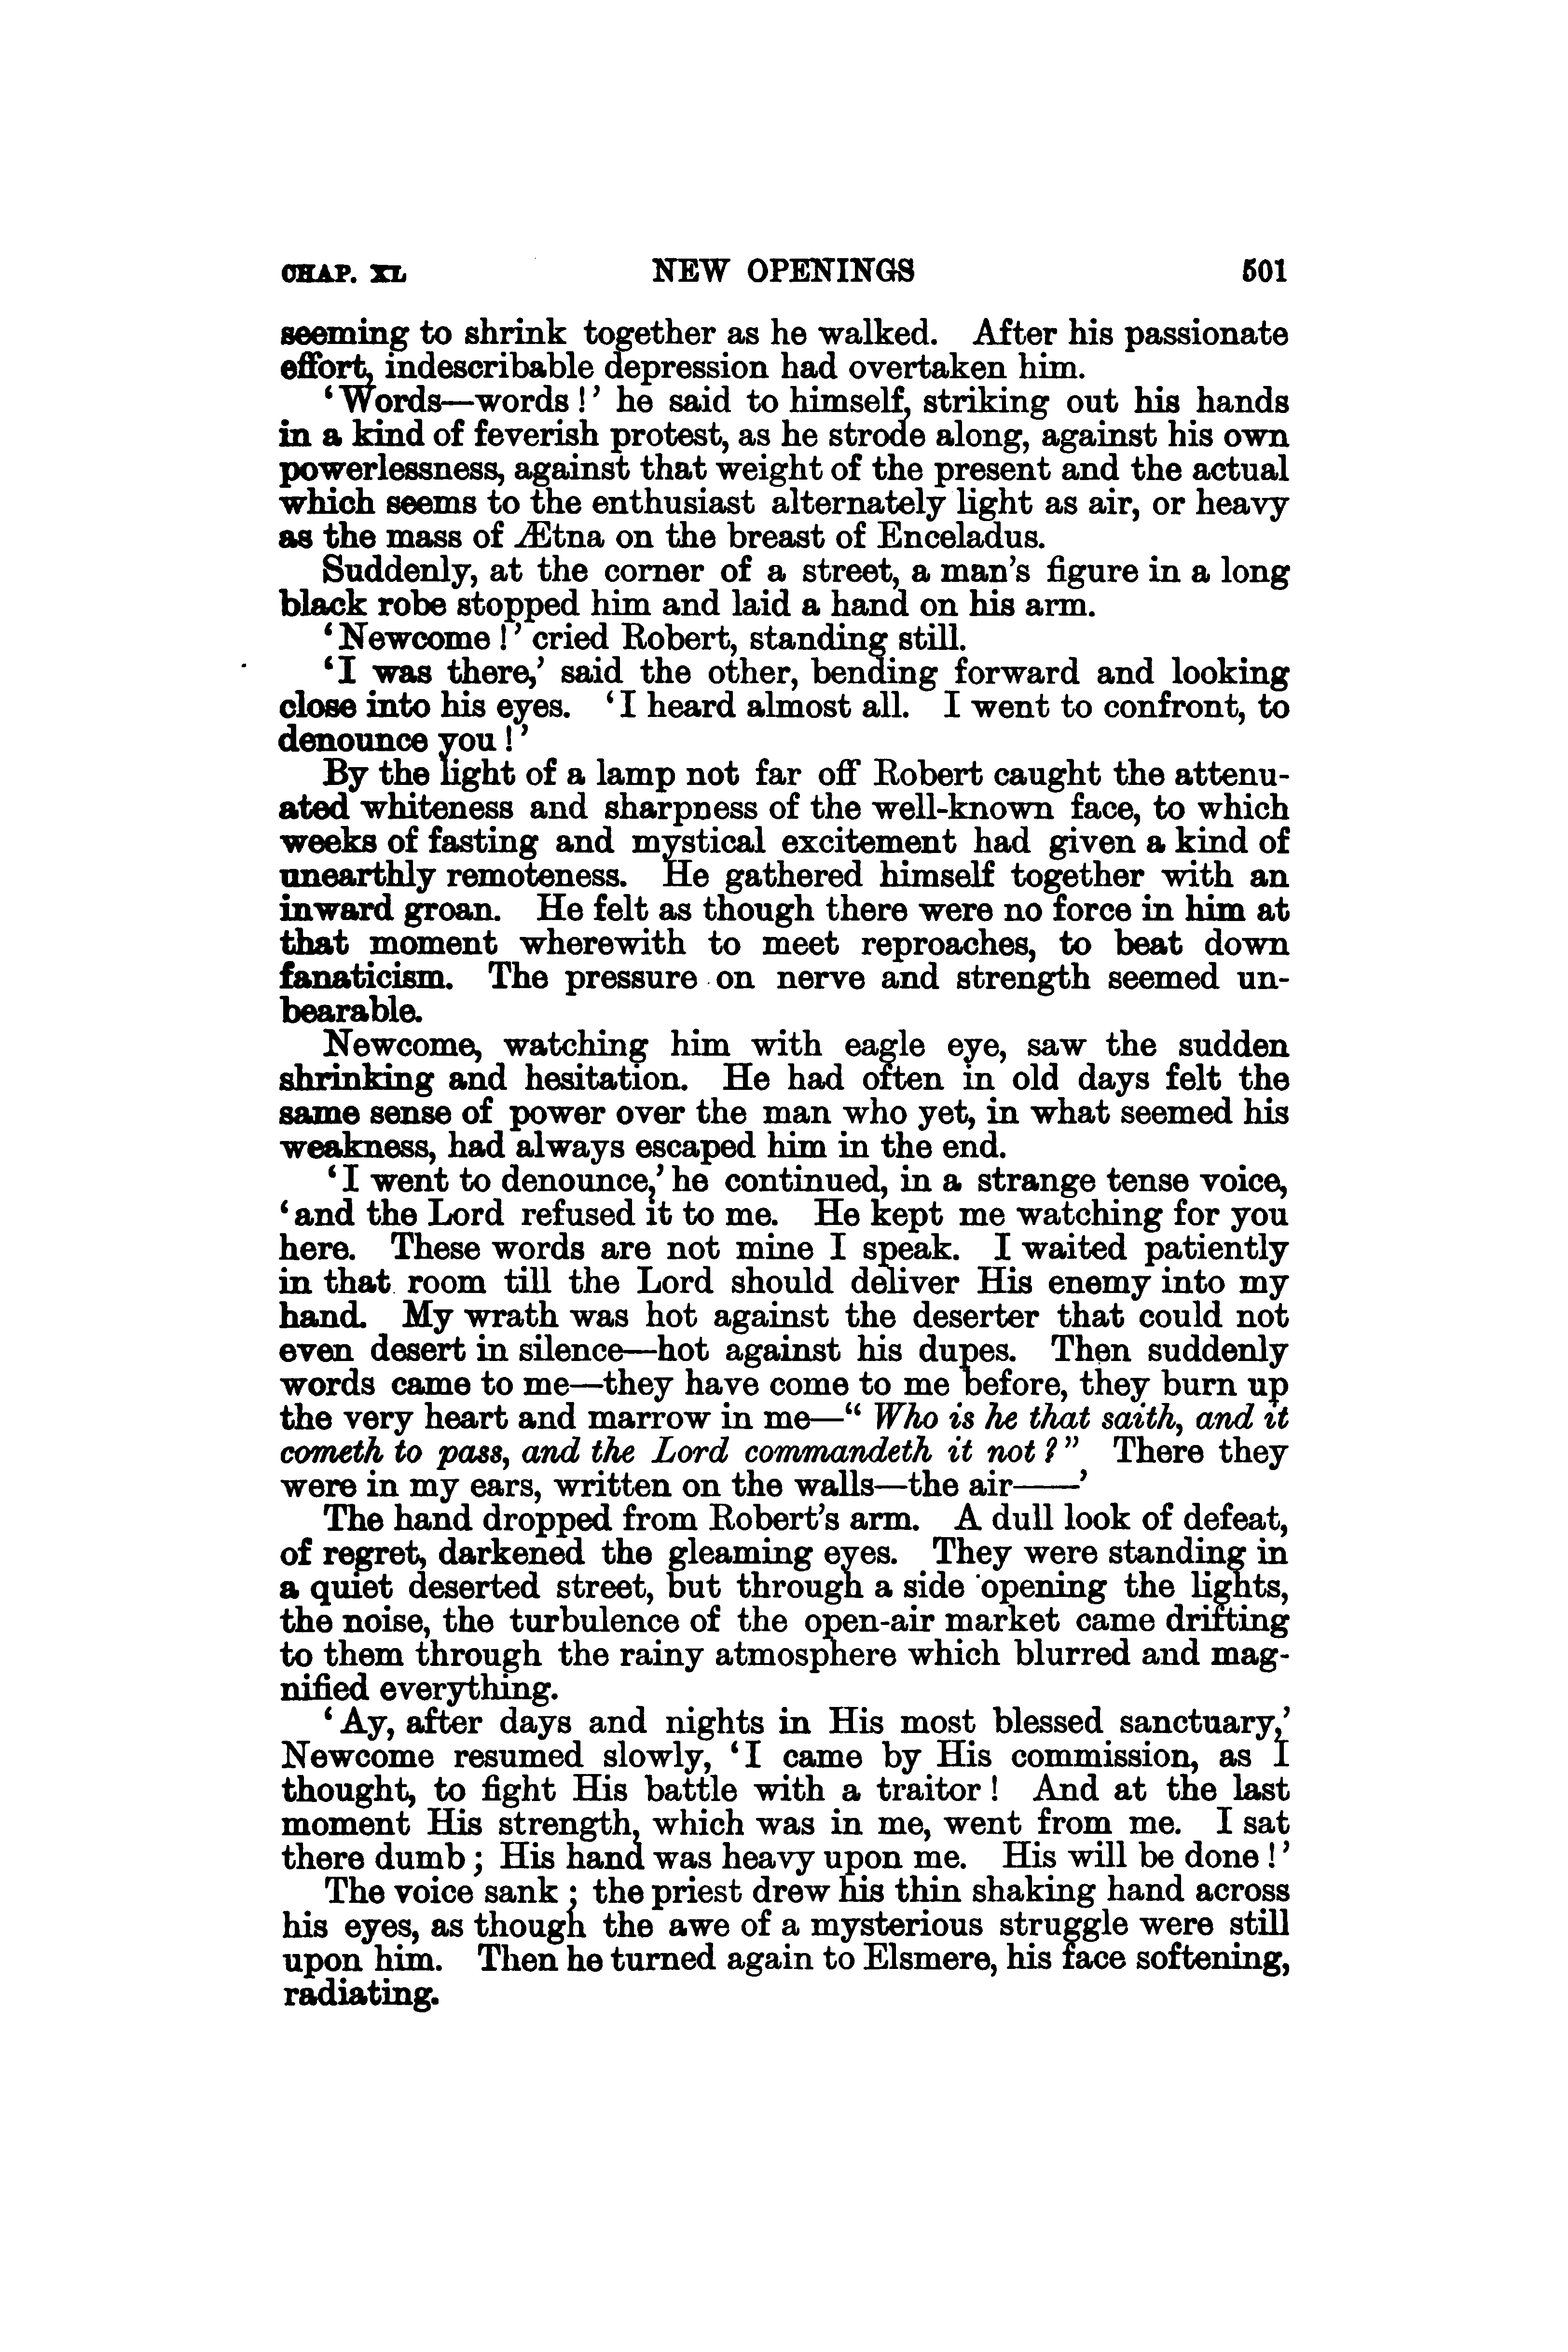 CHAP. XL NEW OPENINGS 501
seeming to shrink together as he walked. After his passionate
effort, indescribable depression had overtaken him.
‘Words—words!’ he said to himself, striking out his hands
in a kind of feverish protest, as he strode along, against his own
powerlessness, against that weight of the present and the actual
which seems to the enthusiast alternately light as air, or heavy
as the mass of Ætna on the breast of Enceladus.
Suddenly, at the corner of a street, a man’s figure in a long
black robe stopped him and laid a hand on his arm.
‘Newcome!’ cried Robert, standing still.
‘I was there,’ said the other, bending forward and looking
close into his eyes. ‘I heard almost all. I went to confront, to
denounce you!’
By the light of a lamp not far off Robert caught the attenu-
ated whiteness and sharpness of the well-known face, to which
weeks of fasting and mystical excitement had given a kind of
unearthly remoteness. He gathered himself together with an
inward groan. He felt as though there were no force in him at
that moment wherewith to meet reproaches, to beat down
fanaticism. The pressure on nerve and strength seemed un-
bearable.
Newcome, watching him with eagle eye, saw the sudden
shrinking and hesitation. He had often in old days felt the
same sense of power over the man who yet, in what seemed his
weakness, had always escaped him in the end.
‘I went to denounce,’ he continued, in a strange tense voice,
‘and the Lord refused it to me. He kept me watching for you
here. These words are not mine I speak. I waited patiently
in that room till the Lord should deliver His enemy into my
hand. My wrath was hot against the deserter that could not
even desert in silence—hot against his dupes. Then suddenly
words came to me—they have come to me before, they burn up
the very heart and marrow in me—“Who is he that saith, and it
cometh to pass, and the Lord commandeth it not?” There they
were in my ears, written on the walls—the air——’
The hand dropped from Robert’s arm. A dull look of defeat,
of regret, darkened the gleaming eyes. They were standing in
a quiet deserted street, but through a side opening the lights,
the noise, the turbulence of the open-air market came drifting
to them through the rainy atmosphere which blurred and mag-
nified everything.
‘Ay, after days and nights in His most blessed sanctuary,’
Newcome resumed slowly, ‘I came by His commission, as I
thought, to fight His battle with a traitor! And at the last
moment His strength, which was in me, went from me. I sat
there dumb; His hand was heavy upon me. His will be done!’
The voice sank; the priest drew his thin shaking hand across
his eyes, as though the awe of a mysterious struggle were still
upon him. Then he turned again to Elsmere, his face softening,
radiating.